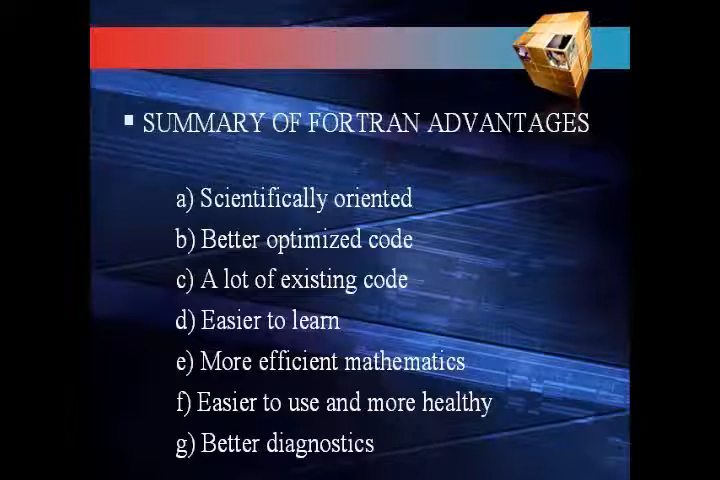 ▪ SUMMARY OF FORTRAN ADVANTAGES
a) Scientifically oriented
b) Better optimized code
c) A lot of existing code
d) Easier to learn
e) More efficient mathematics
f) Easier to use and more healthy
g) Better diagnostics